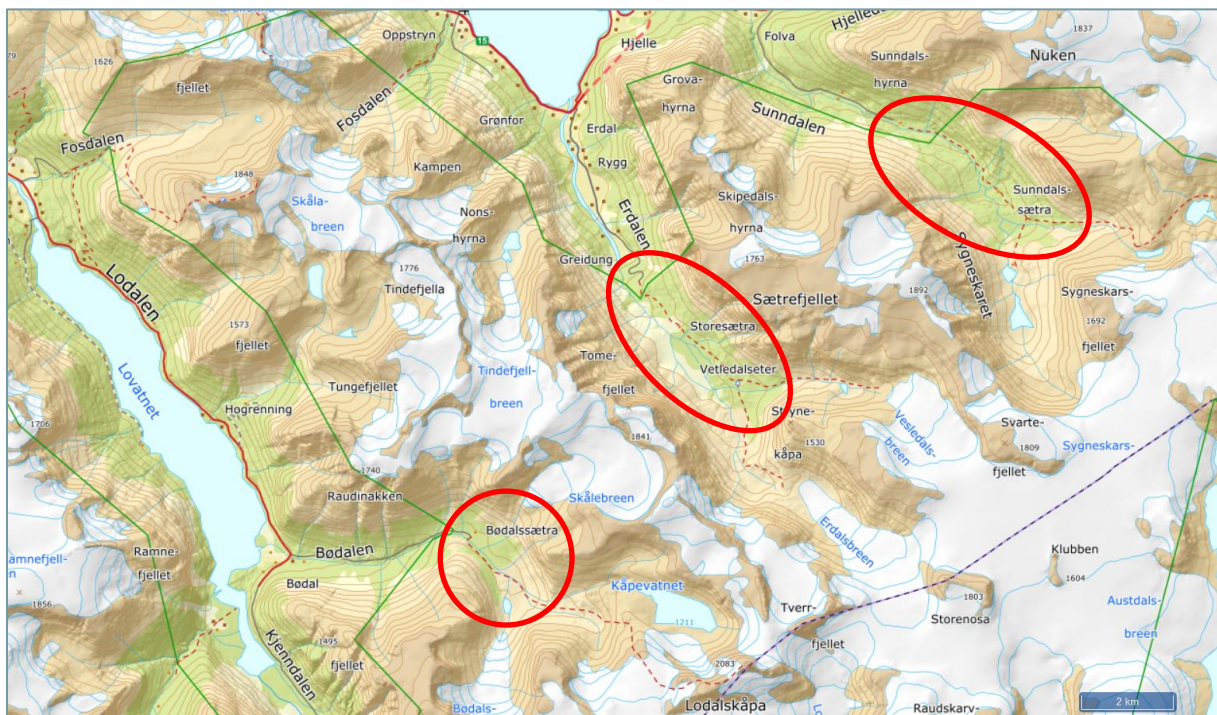 Oppstryn
15
Hjelle
Folva
Sunndals-
hyrna
1837
Nuken
1626
fjellet
Fosdalen
Fosdalen
Grønfor
Grova-
hyrna
Sunndalen
Erdal
Rygg
Kampen
1848
Skåla-
breen
Nons-
hyrna
Erdalen
Skipedals-
hyrna
Sunndals-
sætra
Sygneskaret
Greidung
1763
1776
Tindefjella
Sætrefjellet
1892
Sygneskars-
1692
fjellet
Lodalen
1573
fjellet
Storesætra
Tome-
fjellet
Vetledalseter
Lovatnet
Tungefjellet
Tindefjell-
breen
Hogrenning
1706
1841
kåpa
1530
Vesledals-
breen
Svarte-
1809
fjellet
Sygneskars-
1740
Raudinakken
Skålebreen
Bødalssætra
Erdalsbreen
Bødalen
Ramne-
fjellet
Bødal
Kåpevatnet
1211
Klubben
1604
1856
Tverr-
fjellet
1803
Storenosa
Austdals-
breen
Kjenndalen
1495
fjellet
2083
Lodalskåpa
Bødals-
Raudskarv-
2 km